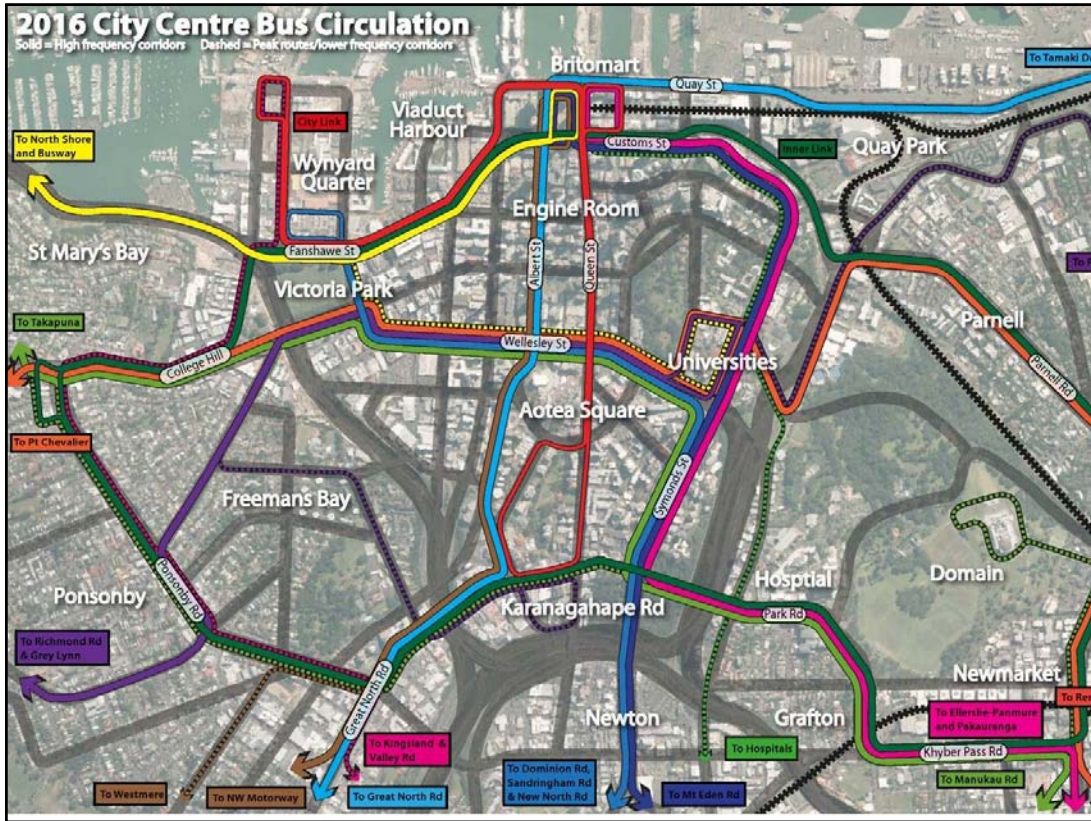 2016 City Centre Bus Circulation
Solid = High frequency corridors Dashed = Peak routes/lower frequency corridors
Britomart
To Tamaki
Quay St
Viaduct
Harbour
City Link
To North Shore
and Busway
Customs St
Inner Link
Quay Park
Wynyard
Quarter
Engine Room
St Mary's Bay
Fanshawe St
Albert St
Queen St
Victoria Park
To Takapuna
Parnell
College Hill
Wellesley St
Universities
Parnell Rd
Aotea Square
To Pt Chevalier
Symonds St
Freeman's Bay
Ponsonby
Ponsonby Rd
Hosptial
Domain
Karanagahape Rd
Park Rd
To Richmond Rd
& Grey Lynn
Newmarket
Great North Rd
Newton
Grafton
To Ellerslie-Panmure
and Pakuranga
To Kingsland &
Valley Rd
To Hospitals
Khyber Pass Rd
To Westmere
To NW Motorway
To Great North Rd
To Dominion Rd,
Sandringham Rd
& New North Rd
To Mt Eden Rd
To Manukau Rd